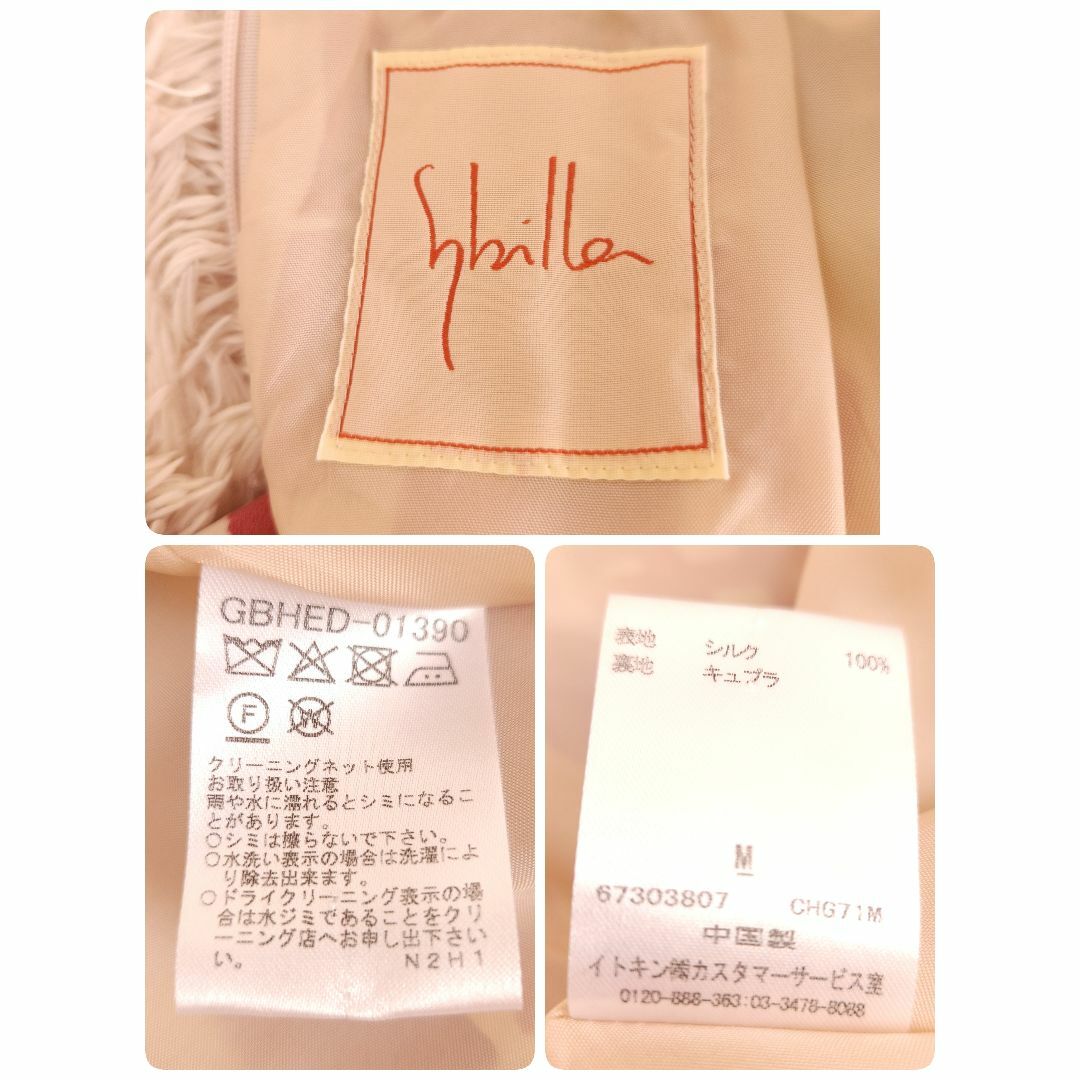 Sybilla
GBHED-01390
F
W
クリーニングネット使用
お取り扱い注意
雨や水に濡れるとシミになるこ
とがあります。
○シミは擦らないで下さい。
○水洗い表示の場合は洗濯によ
り除去出来ます。
○ドライクリーニング表示の場
合は水ジミであることをクリ
ーニング店へお申し出下さい
い。 N2H1
表地 シルク 100%
裏地 キュプラ
M
67303807 CHG71M
中国製
イトキン㈱カスタマーサービス室
0120-888-363:03-3478-8088